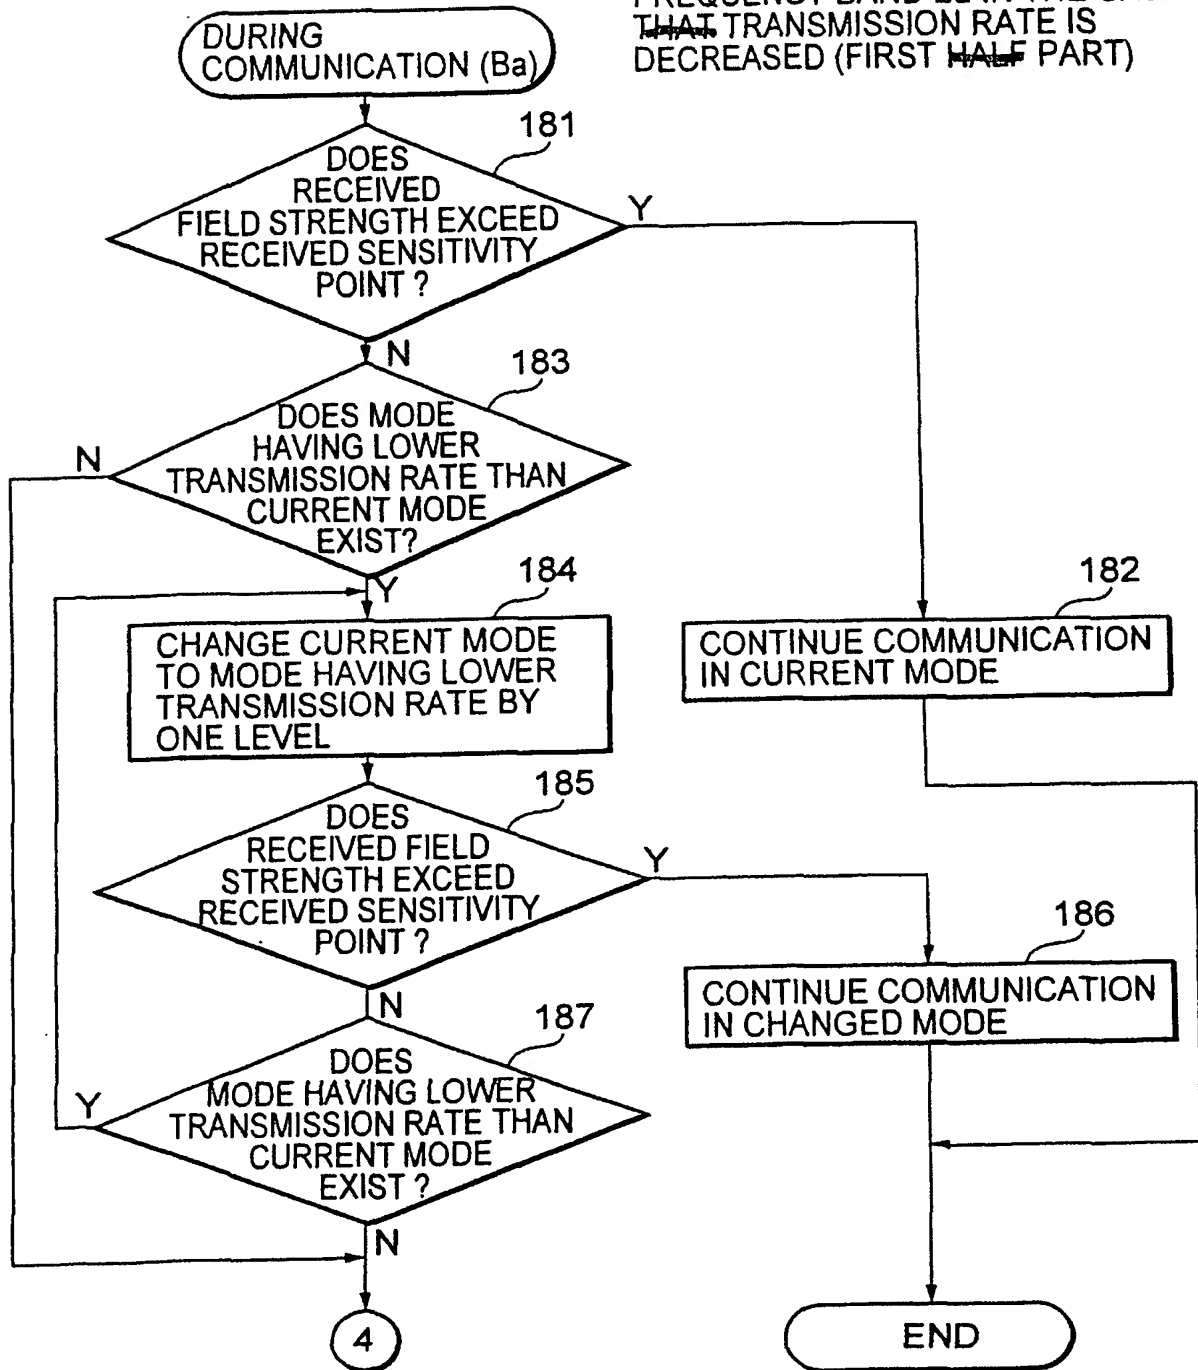 THAT TRANSMISSION RATE IS
DECREASED (FIRST HALF PART)
DURING
COMMUNICATION (Ba)
181
DOES
RECEIVED
FIELD STRENGTH EXCEED
RECEIVED SENSITIVITY
POINT ?
Y
N
183
DOES MODE
HAVING LOWER
TRANSMISSION RATE THAN
CURRENT MODE
EXIST?
N
Y
184
CHANGE CURRENT MODE
TO MODE HAVING LOWER
TRANSMISSION RATE BY
ONE LEVEL
182
CONTINUE COMMUNICATION
IN CURRENT MODE
185
DOES
RECEIVED FIELD
STRENGTH EXCEED
RECEIVED SENSITIVITY
POINT ?
Y
N
186
CONTINUE COMMUNICATION
IN CHANGED MODE
187
DOES
MODE HAVING LOWER
TRANSMISSION RATE THAN
CURRENT MODE
EXIST ?
Y
N
4
END